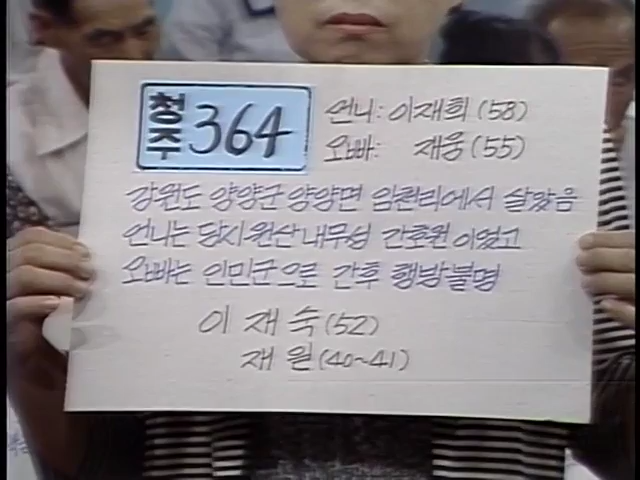 청주 364
언니: 이재희 (58)
오빠: 재웅 (55)
강원도 양양군 양양면 임천리에서 살았음
언니는 당시 원산 내무성 간호원 이었고
오빠는 인민군으로 간후 행방불명
이 재 숙 (52)
재 원 (40~41)